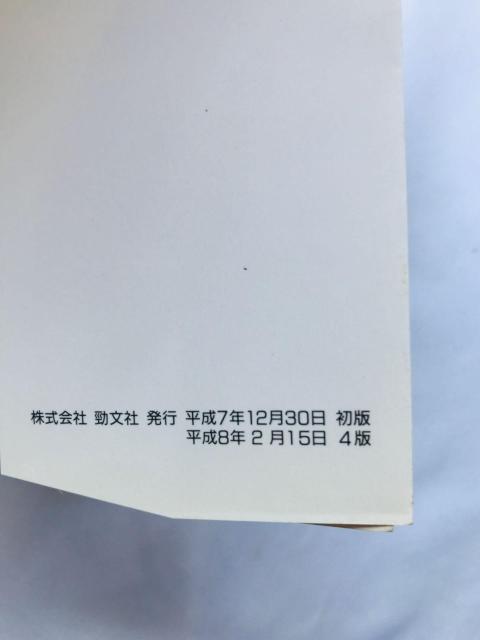 株式会社 勁文社 発行 平成7年12月30日 初版
平成8年 2 月15日 4版